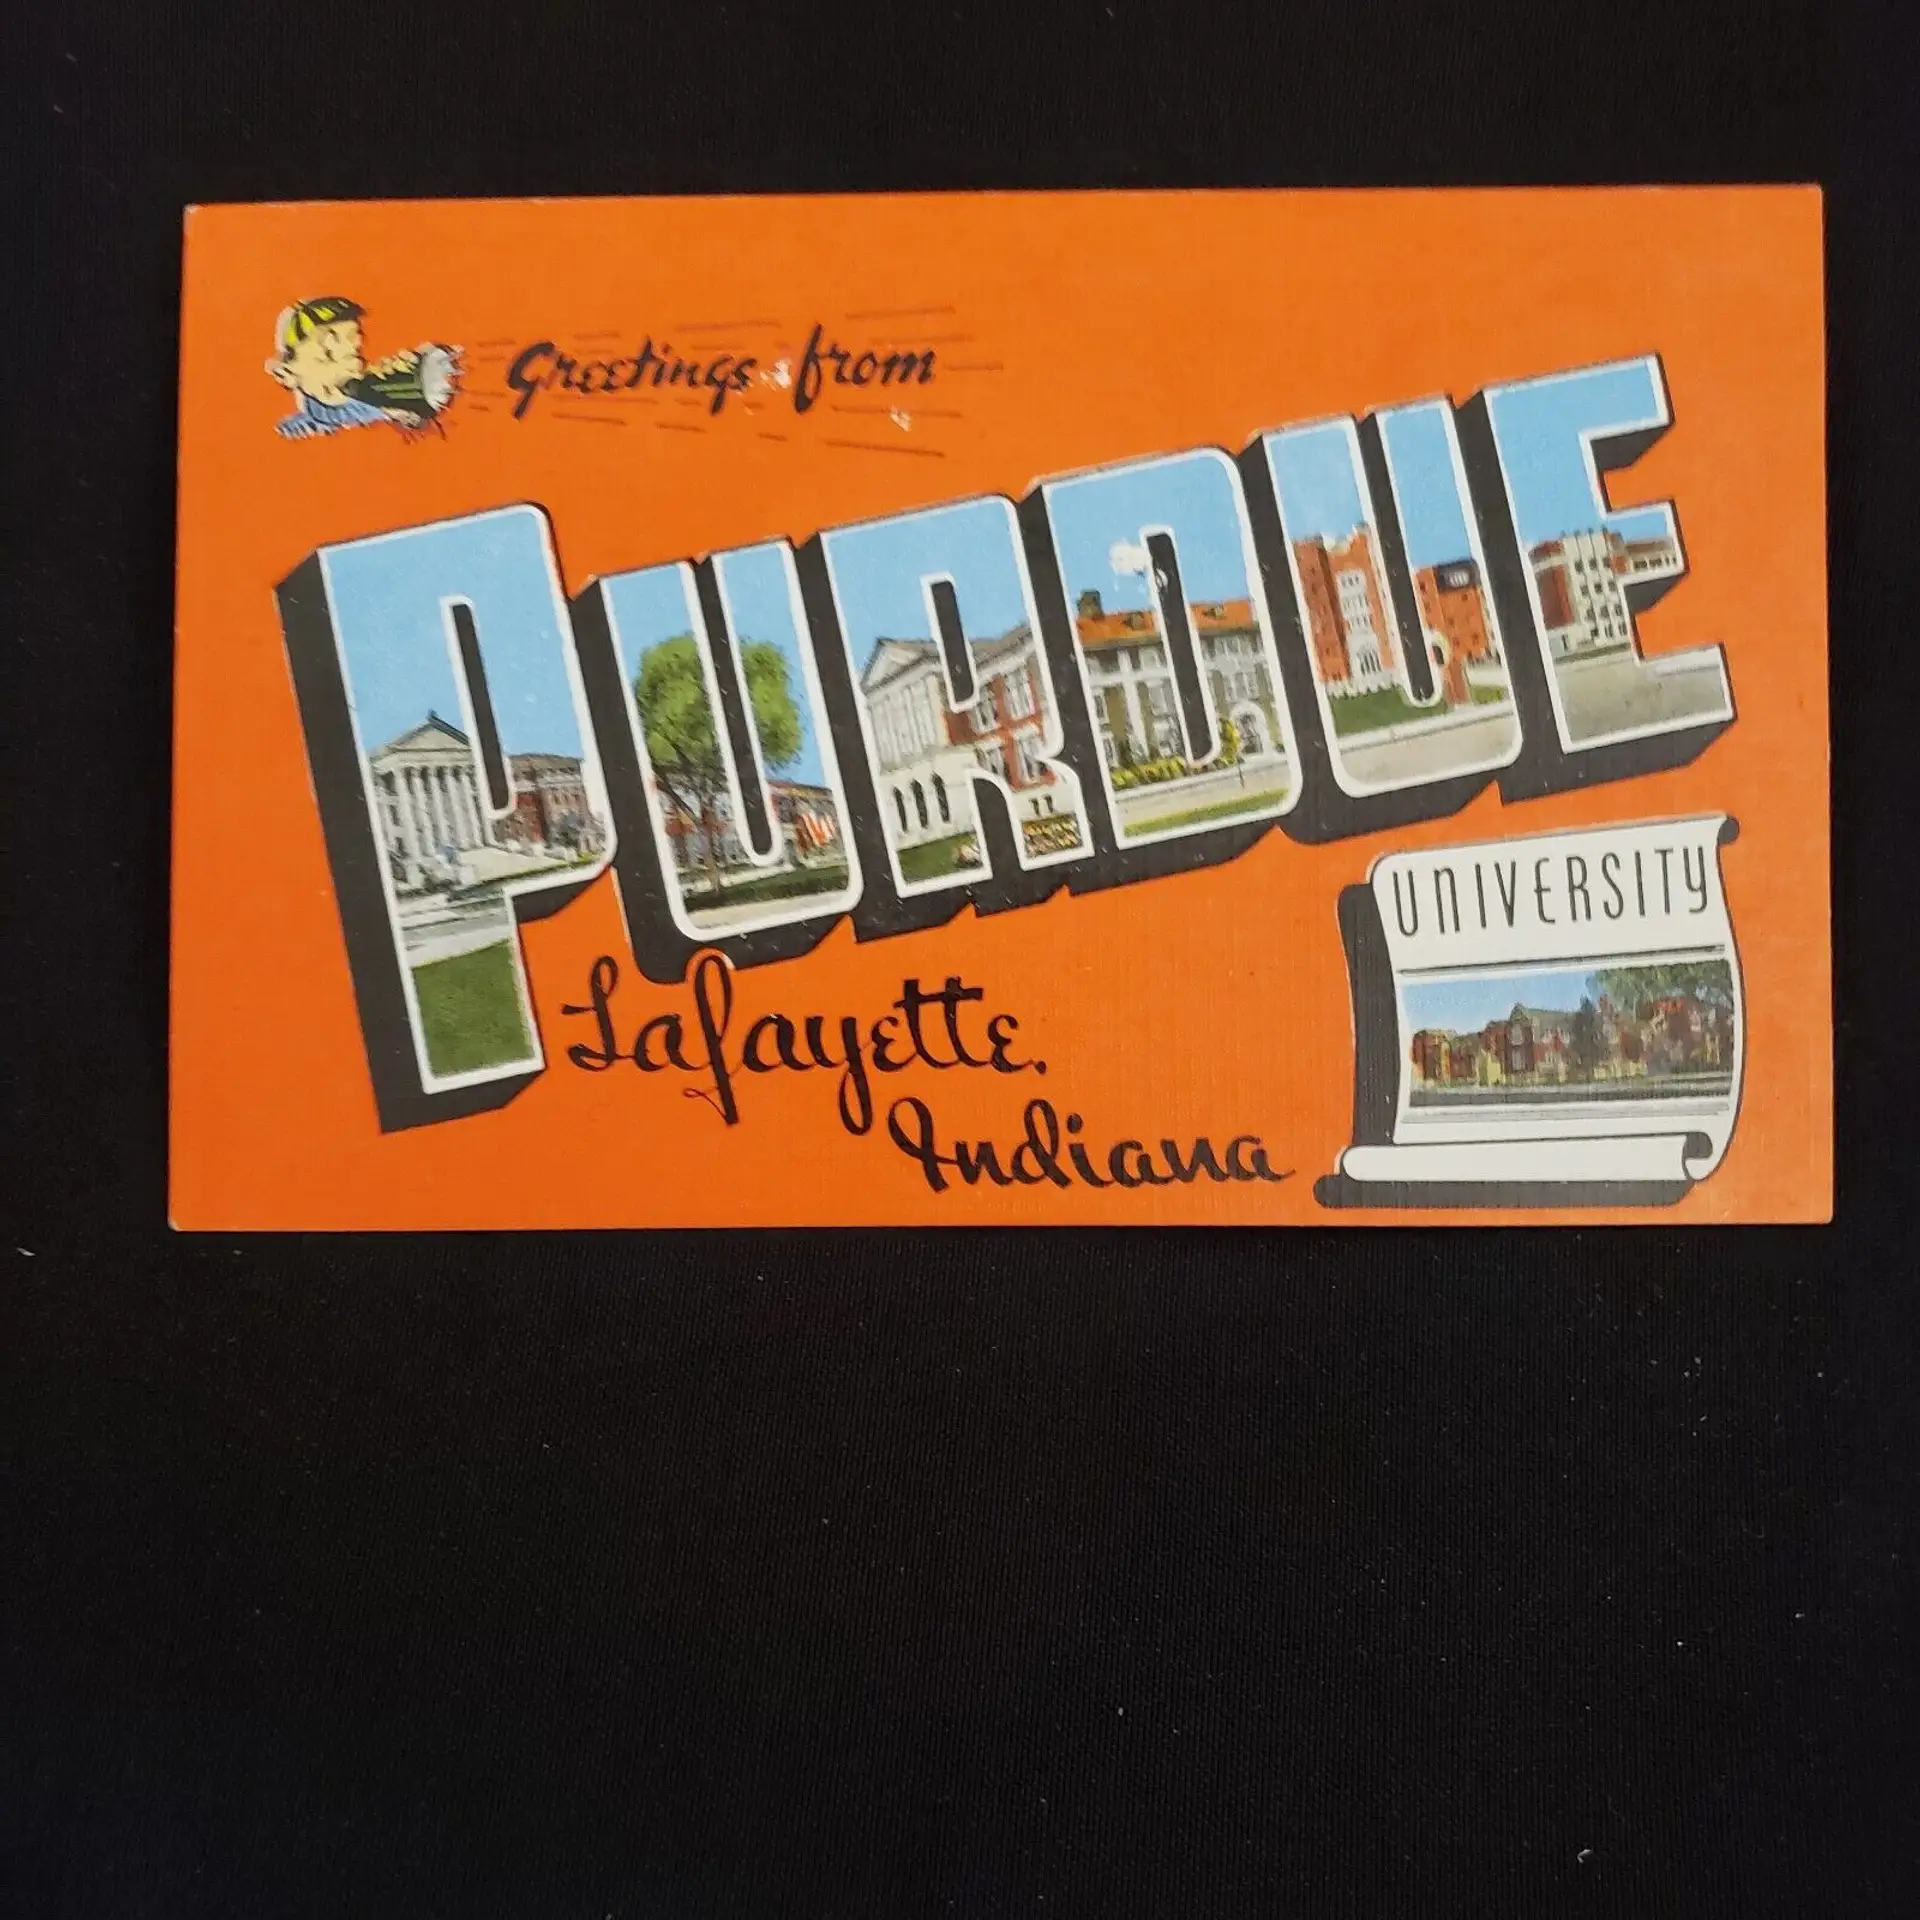 Greetings from
PURDUE
UNIVERSITY
Lafayette.
Indiana